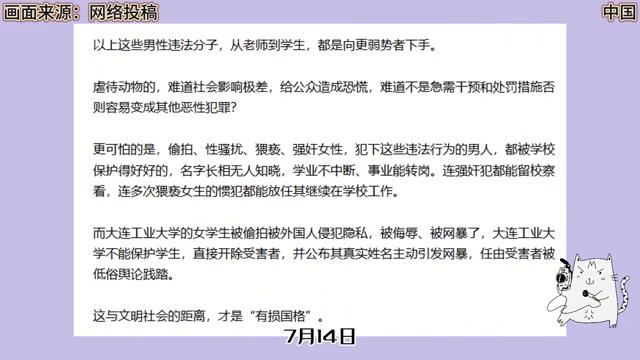 画面来源：网络投稿
中国
以上这些男性违法分子，从老师到学生，都是向更弱势者下手。
虐待动物的，难道社会影响极差，给公众造成恐慌，难道不是急需干预和处罚措施否
则容易变成其他恶性犯罪？
更可怕的是，偷拍、性骚扰、猥亵、强奸女性，犯下这些违法行为的男人，都被学校
保护得好好的，名字长相无人知晓，学业不中断、事业能转岗。连强奸犯都能留校察
看，连多次猥亵女生的惯犯都能放任其继续在学校工作。
而大连工业大学的女学生被偷拍被外国人侵犯隐私，被侮辱、被网暴了，大连工业大
学不能保护学生，直接开除受害者，并公布其真实姓名主动引发网暴，任由受害者被
低俗舆论践踏。
这与文明社会的距离，才是“有损国格”。
7月14日